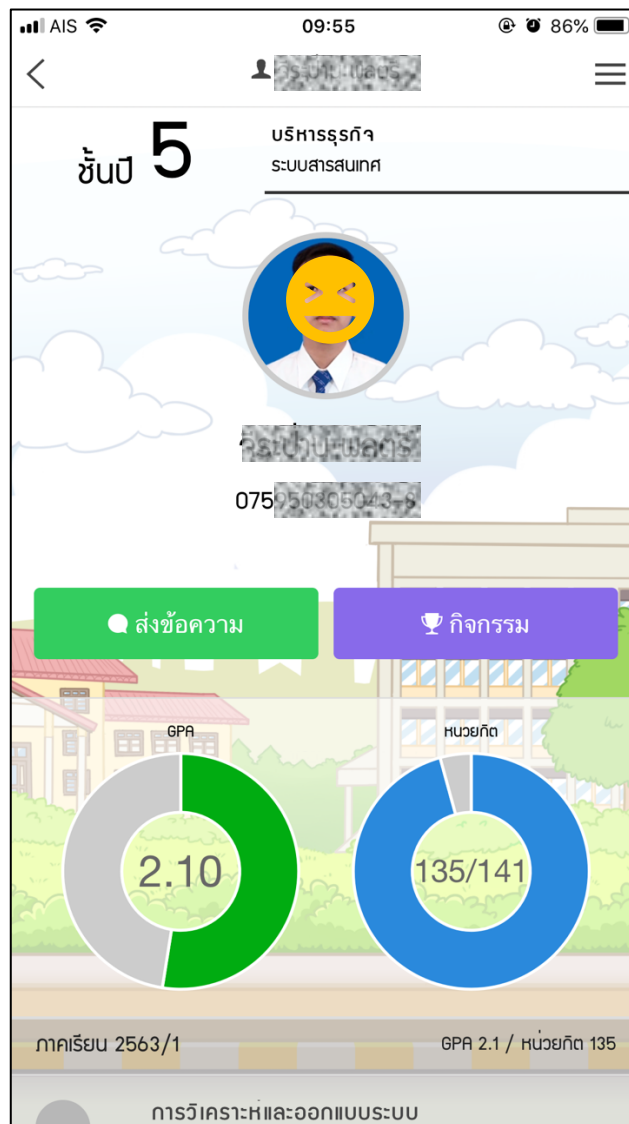 AIS 09:55 86%
ชั้นปี 5
บริหารธุรกิจ
ระบบสารสนเทศ
075
ส่งข้อความ กิจกรรม
GPA หน่วยกิต
2.10 135/141
ภาคเรียน 2563/1 GPA 2.1 / หน่วยกิต 135
การวิเคราะห์และออกแบบระบบ